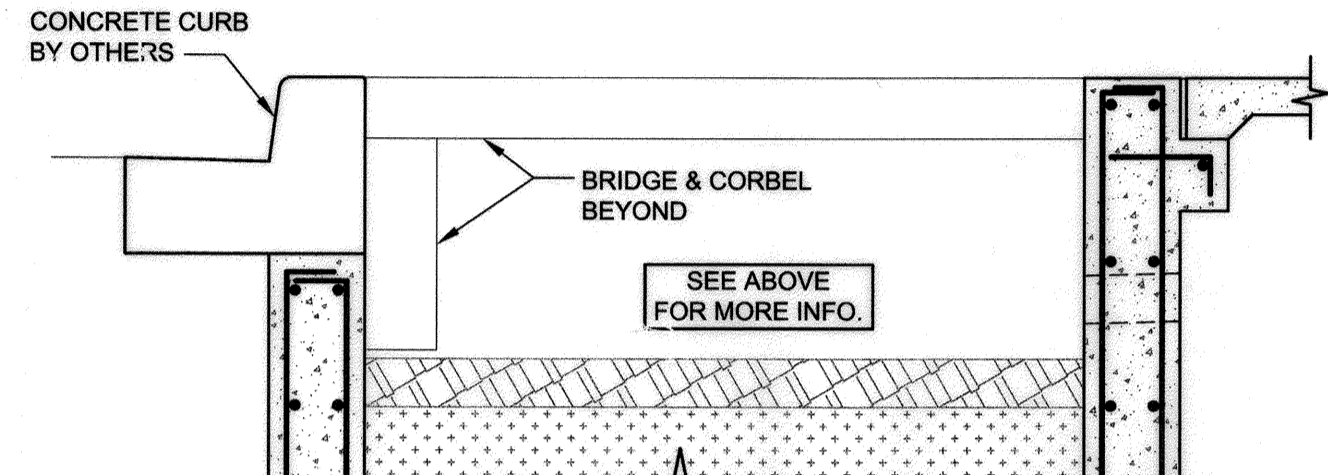 CONCRETE CURB
BY OTHERS
BRIDGE & CORBEL
BEYOND
SEE ABOVE
FOR MORE INFO.